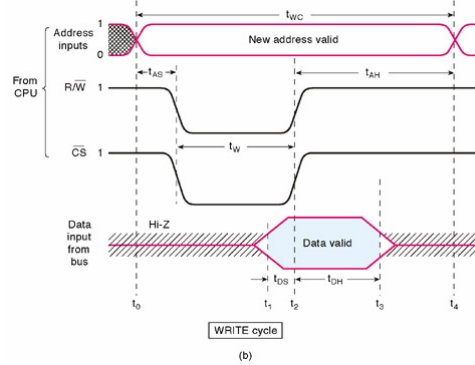 t_WC
1
Address inputs
New address valid
0
From CPU
t_AS
t_AH
R/W̅ 1
t_W
C̅S̅ 1
Hi-Z
Data input from bus
Data valid
t_DS
t_DH
t_0
t_1
t_2
t_3
t_4
WRITE cycle
(b)